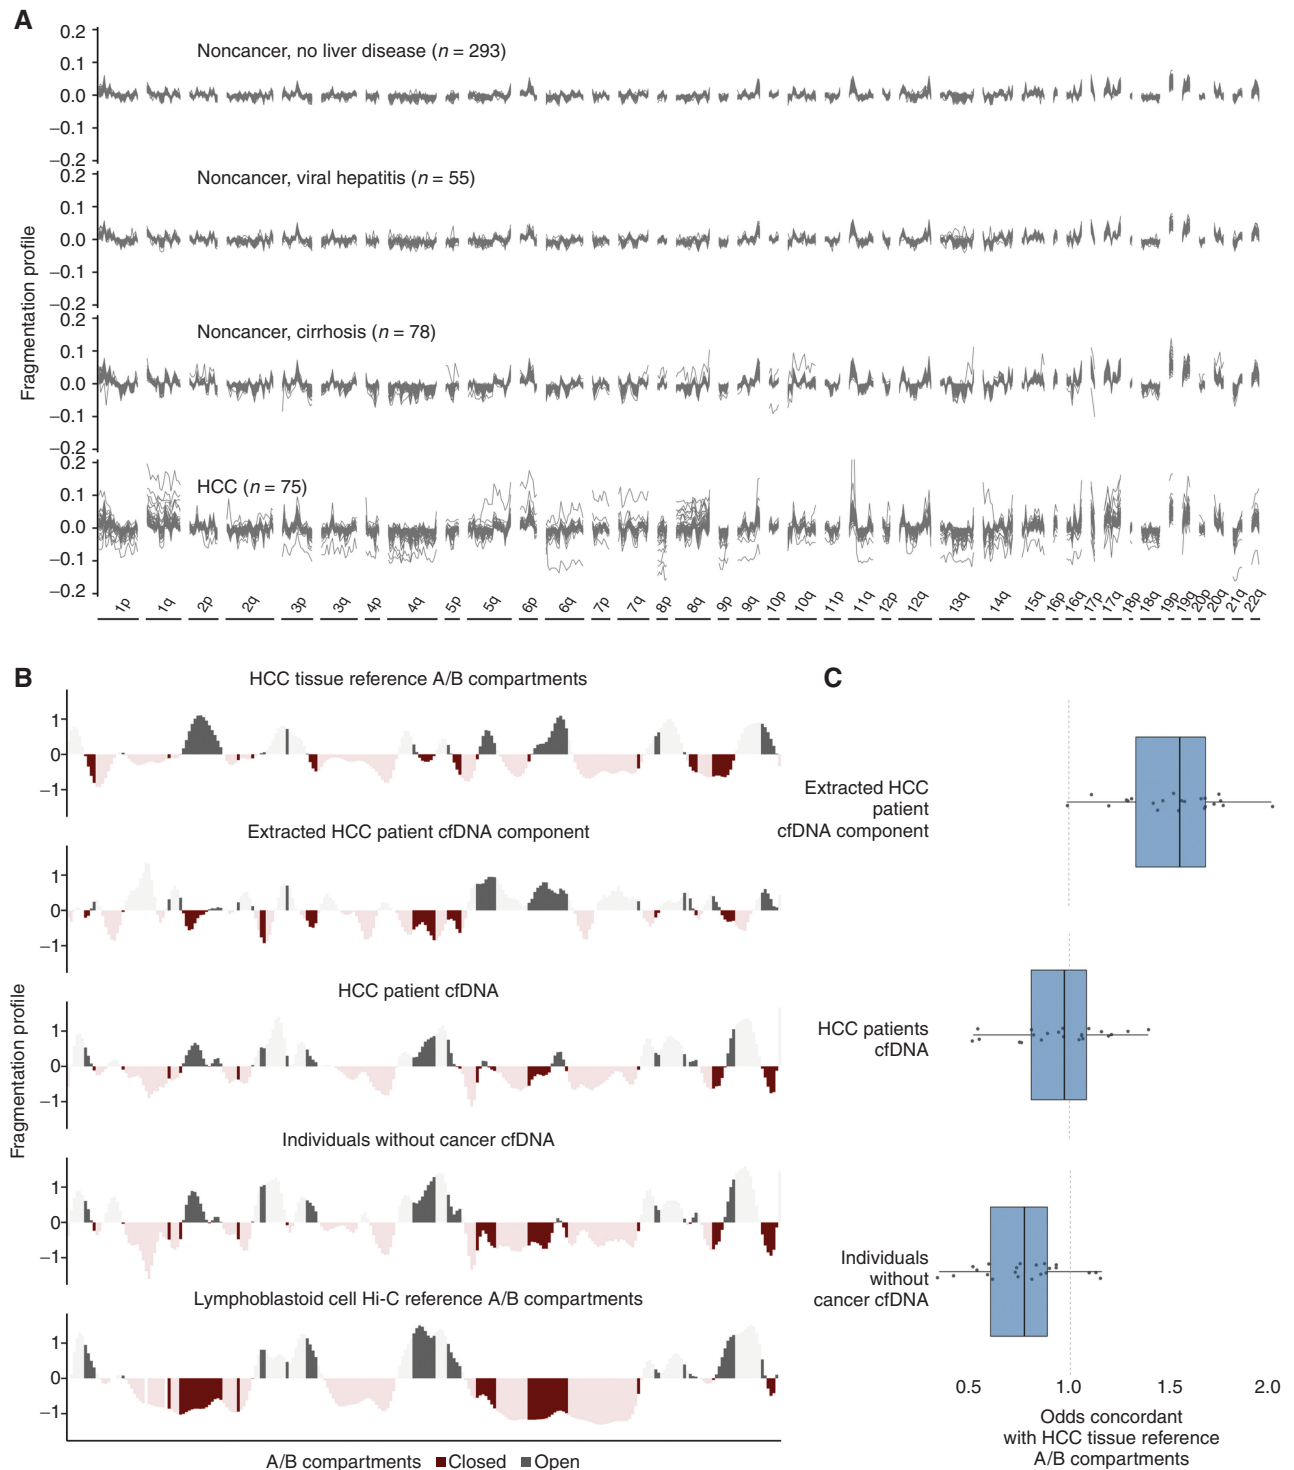 A
Fragmentation profile
0.2
0.1
0.0
−0.1
−0.2
Noncancer, no liver disease (n = 293)
0.2
0.1
0.0
−0.1
−0.2
Noncancer, viral hepatitis (n = 55)
0.2
0.1
0.0
−0.1
−0.2
Noncancer, cirrhosis (n = 78)
0.2
0.1
0.0
−0.1
−0.2
HCC (n = 75)
1p 1q 2p 2q 3p 3q 4p 4q 5p 5q 6p 6q 7p 7q 8p 8q 9p 9q 10p 10q 11p 11q 12p 12q 13q 14q 15q 16p 16q 17p 17q 18p 18q 19p 19q 20p 20q 21q 22q
B
Fragmentation profile
HCC tissue reference A/B compartments
1
0
−1
Extracted HCC patient cfDNA component
1
0
−1
HCC patient cfDNA
1
0
−1
Individuals without cancer cfDNA
1
0
−1
Lymphoblastoid cell Hi-C reference A/B compartments
1
0
−1
A/B compartments Closed Open
C
Extracted HCC
patient
cfDNA component
HCC patients
cfDNA
Individuals
without
cancer cfDNA
0.5 1.0 1.5 2.0
Odds concordant
with HCC tissue reference
A/B compartments